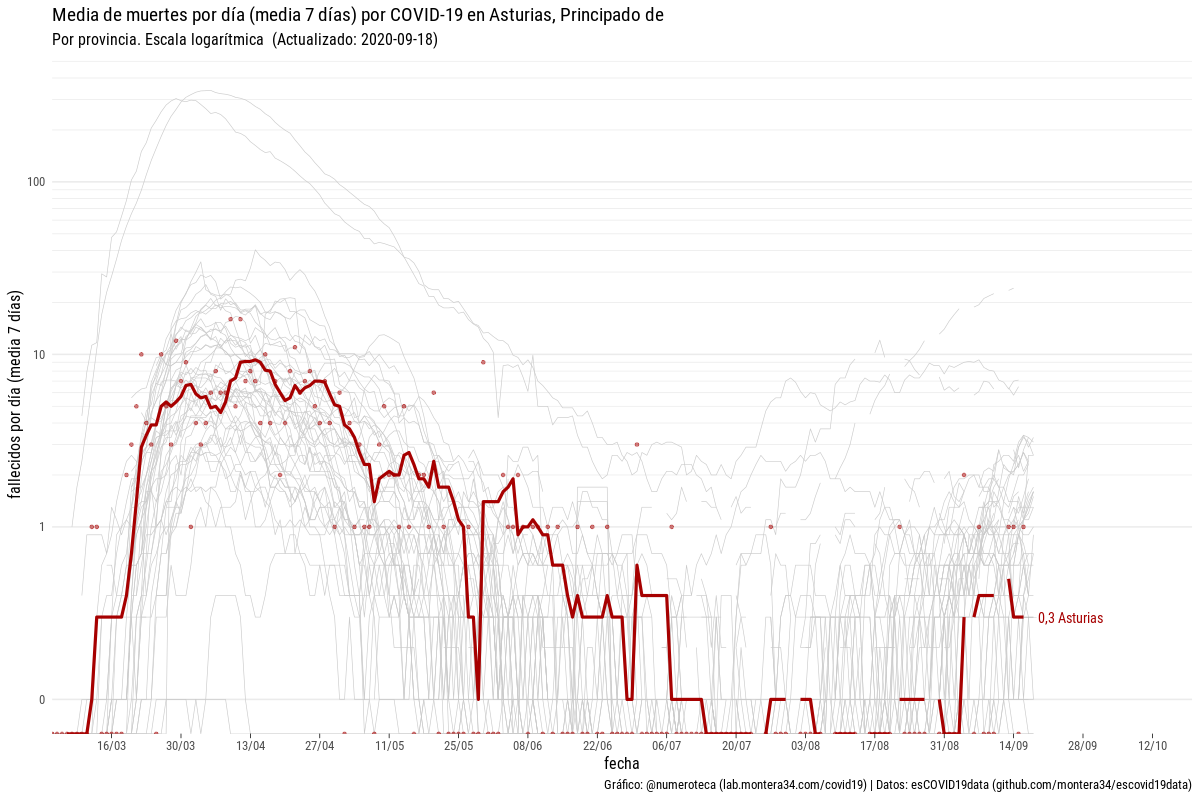 Media de muertes por día (media 7 días) por COVID-19 en Asturias, Principado de
Por provincia. Escala logarítmica (Actualizado: 2020-09-18)
fallecidos por día (media 7 días)
100
10
1
0
0,3 Asturias
16/03 30/03 13/04 27/04 11/05 25/05 08/06 22/06 06/07 20/07 03/08 17/08 31/08 14/09 28/09 12/10
fecha
Gráfico: @numeroteca (lab.montera34.com/covid19) | Datos: esCOVID19data (github.com/montera34/escovid19data)